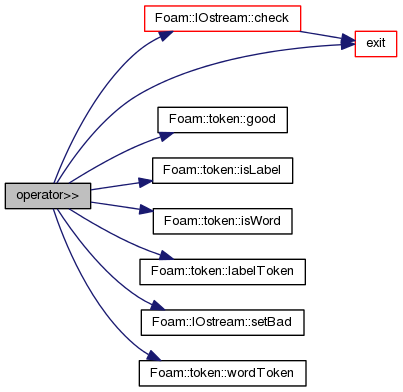 Foam::IOstream::check
exit
Foam::token::good
Foam::token::isLabel
operator>>
Foam::token::isWord
Foam::token::labelToken
Foam::IOstream::setBad
Foam::token::wordToken